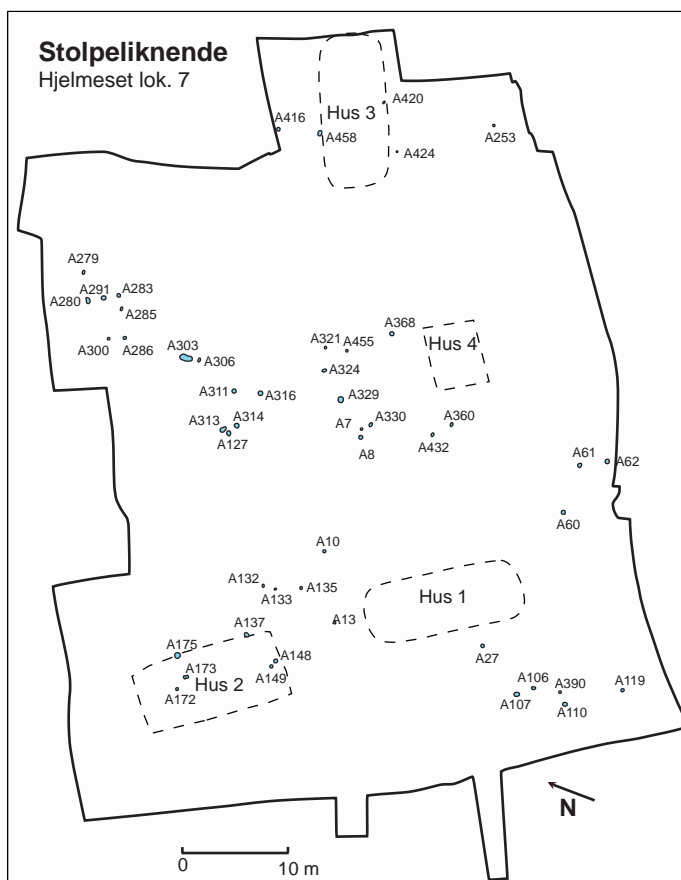 Stolpeliknende
Hjelmeset lok. 7
A416
Hus 3
A420
A458
A424
A253
A279
A291
A283
A280
A285
A300
A286
A303
A306
A321
A455
A368
Hus 4
A324
A311
A316
A329
A313
A314
A127
A7
A330
A360
A8
A432
A61
A62
A60
A10
A132
A133
A135
Hus 1
A13
A137
A175
A148
A173
Hus 2
A149
A172
A27
A106
A390
A119
A107
A110
N
0
10 m